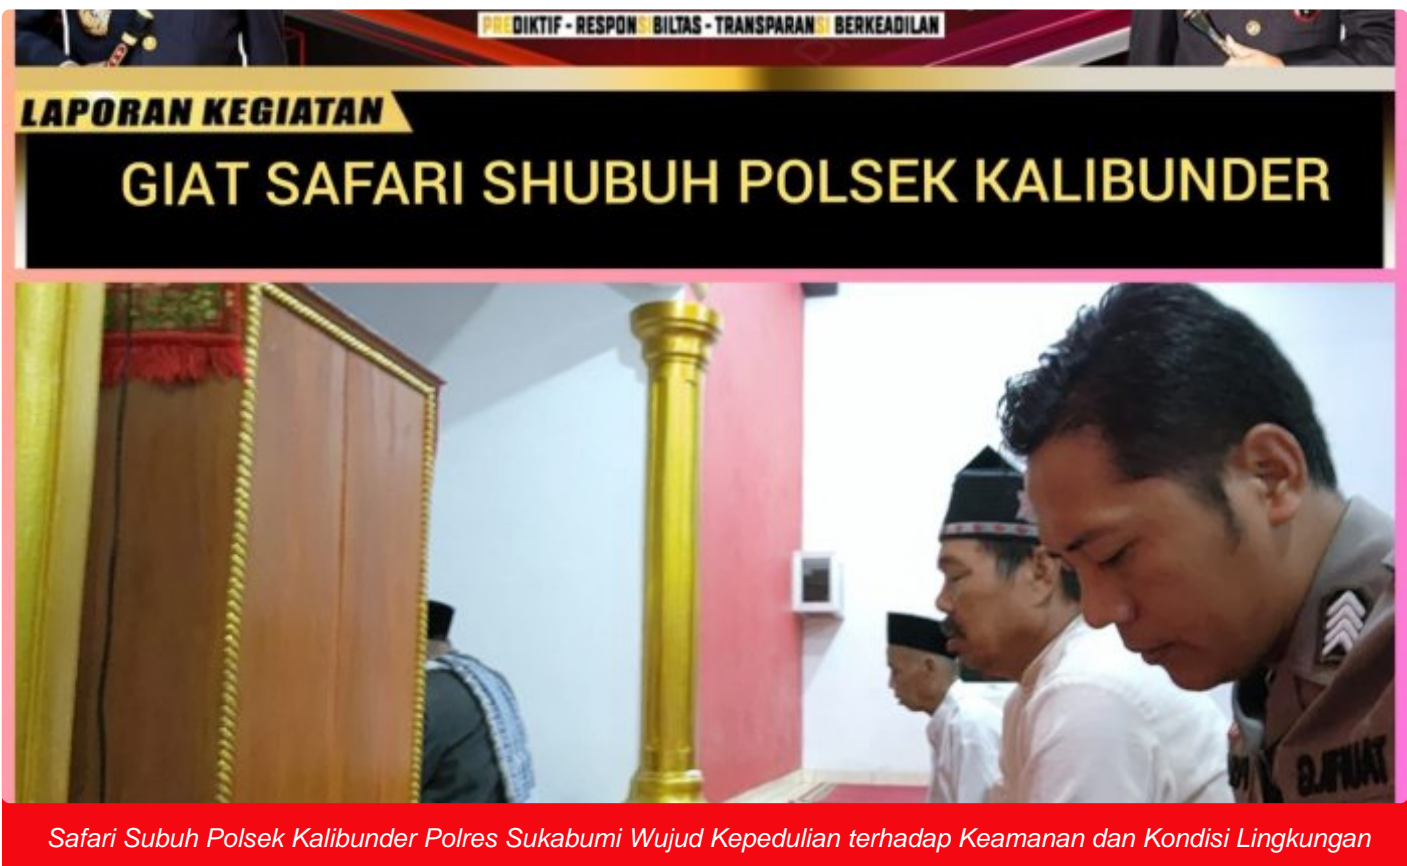 PREDIKTIF - RESPONSIBILTAS - TRANSPARANSI BERKEADILAN
LAPORAN KEGIATAN
GIAT SAFARI SHUBUH POLSEK KALIBUNDER
Safari Subuh Polsek Kalibunder Polres Sukabumi Wujud Kepedulian terhadap Keamanan dan Kondisi Lingkungan